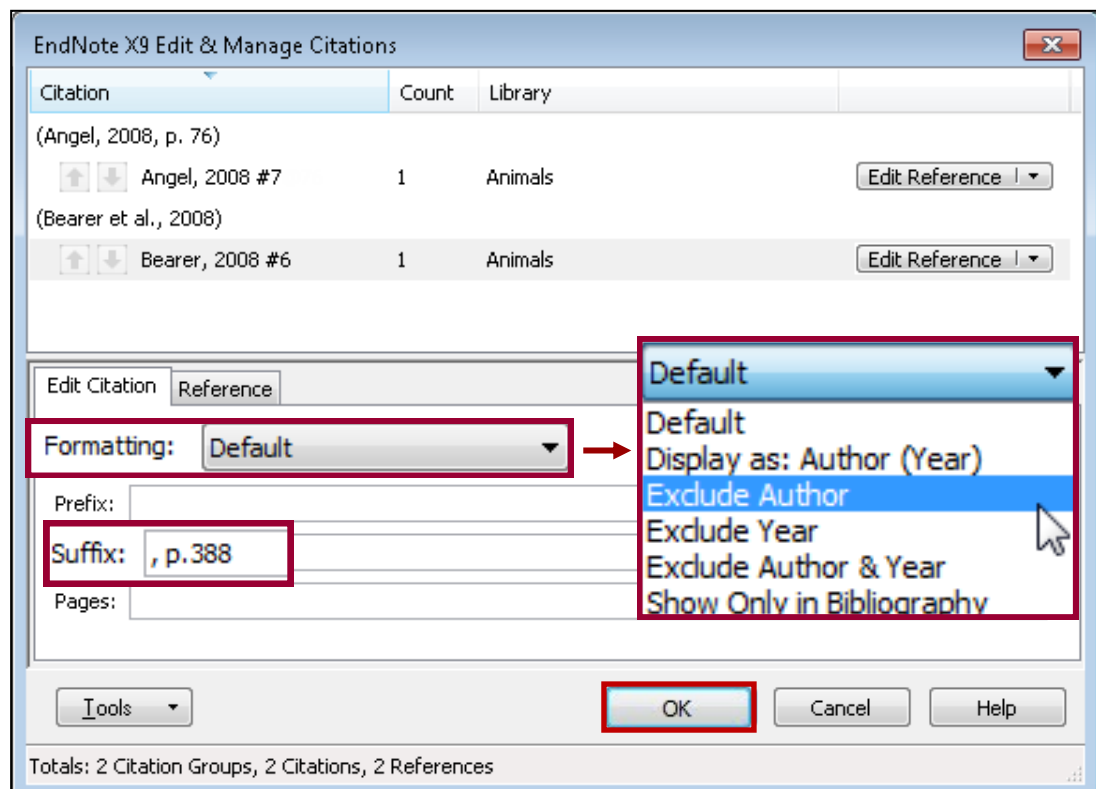 EndNote X9 Edit & Manage Citations
Citation Count Library
(Angel, 2008, p. 76)
Angel, 2008 #7 1 Animals Edit Reference
(Bearer et al., 2008)
Bearer, 2008 #6 1 Animals Edit Reference
Edit Citation Reference
Formatting: Default
Prefix:
Suffix: , p.388
Pages:
Default
Default
Display as: Author (Year)
Exclude Author
Exclude Year
Exclude Author & Year
Show Only in Bibliography
Tools OK Cancel Help
Totals: 2 Citation Groups, 2 Citations, 2 References